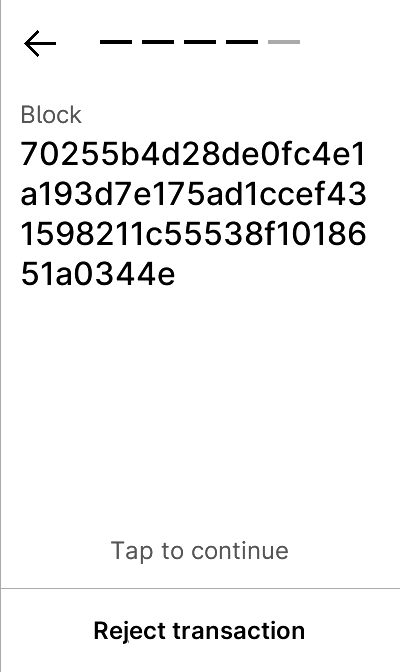 Block
70255b4d28de0fc4e1
a193d7e175ad1ccef43
1598211c55538f10186
51a0344e
Tap to continue
Reject transaction